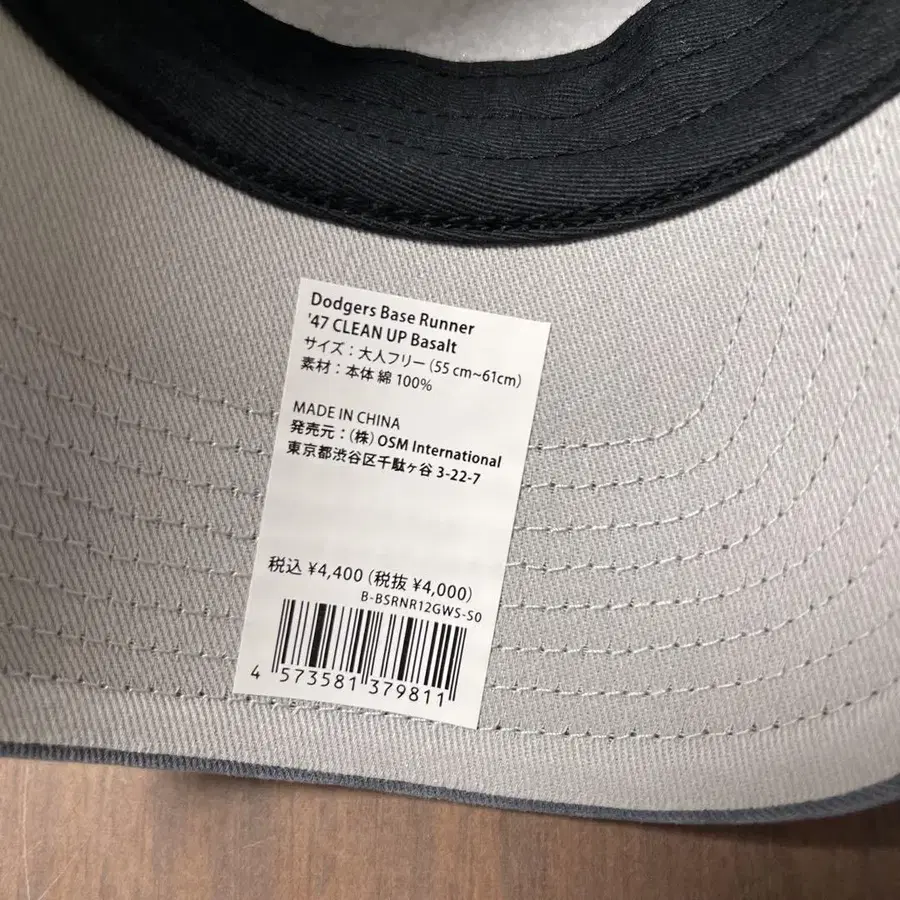 Dodgers Base Runner
'47 CLEAN UP Basalt
サイズ：大人フリー（55 cm~61cm）
素材：本体 綿 100%
MADE IN CHINA
発売元：（株）OSM International
東京都渋谷区千駄ヶ谷 3-22-7
税込 ¥4,400（税抜 ¥4,000）
B-BSRNR12GWS-S0
4 573581 379811